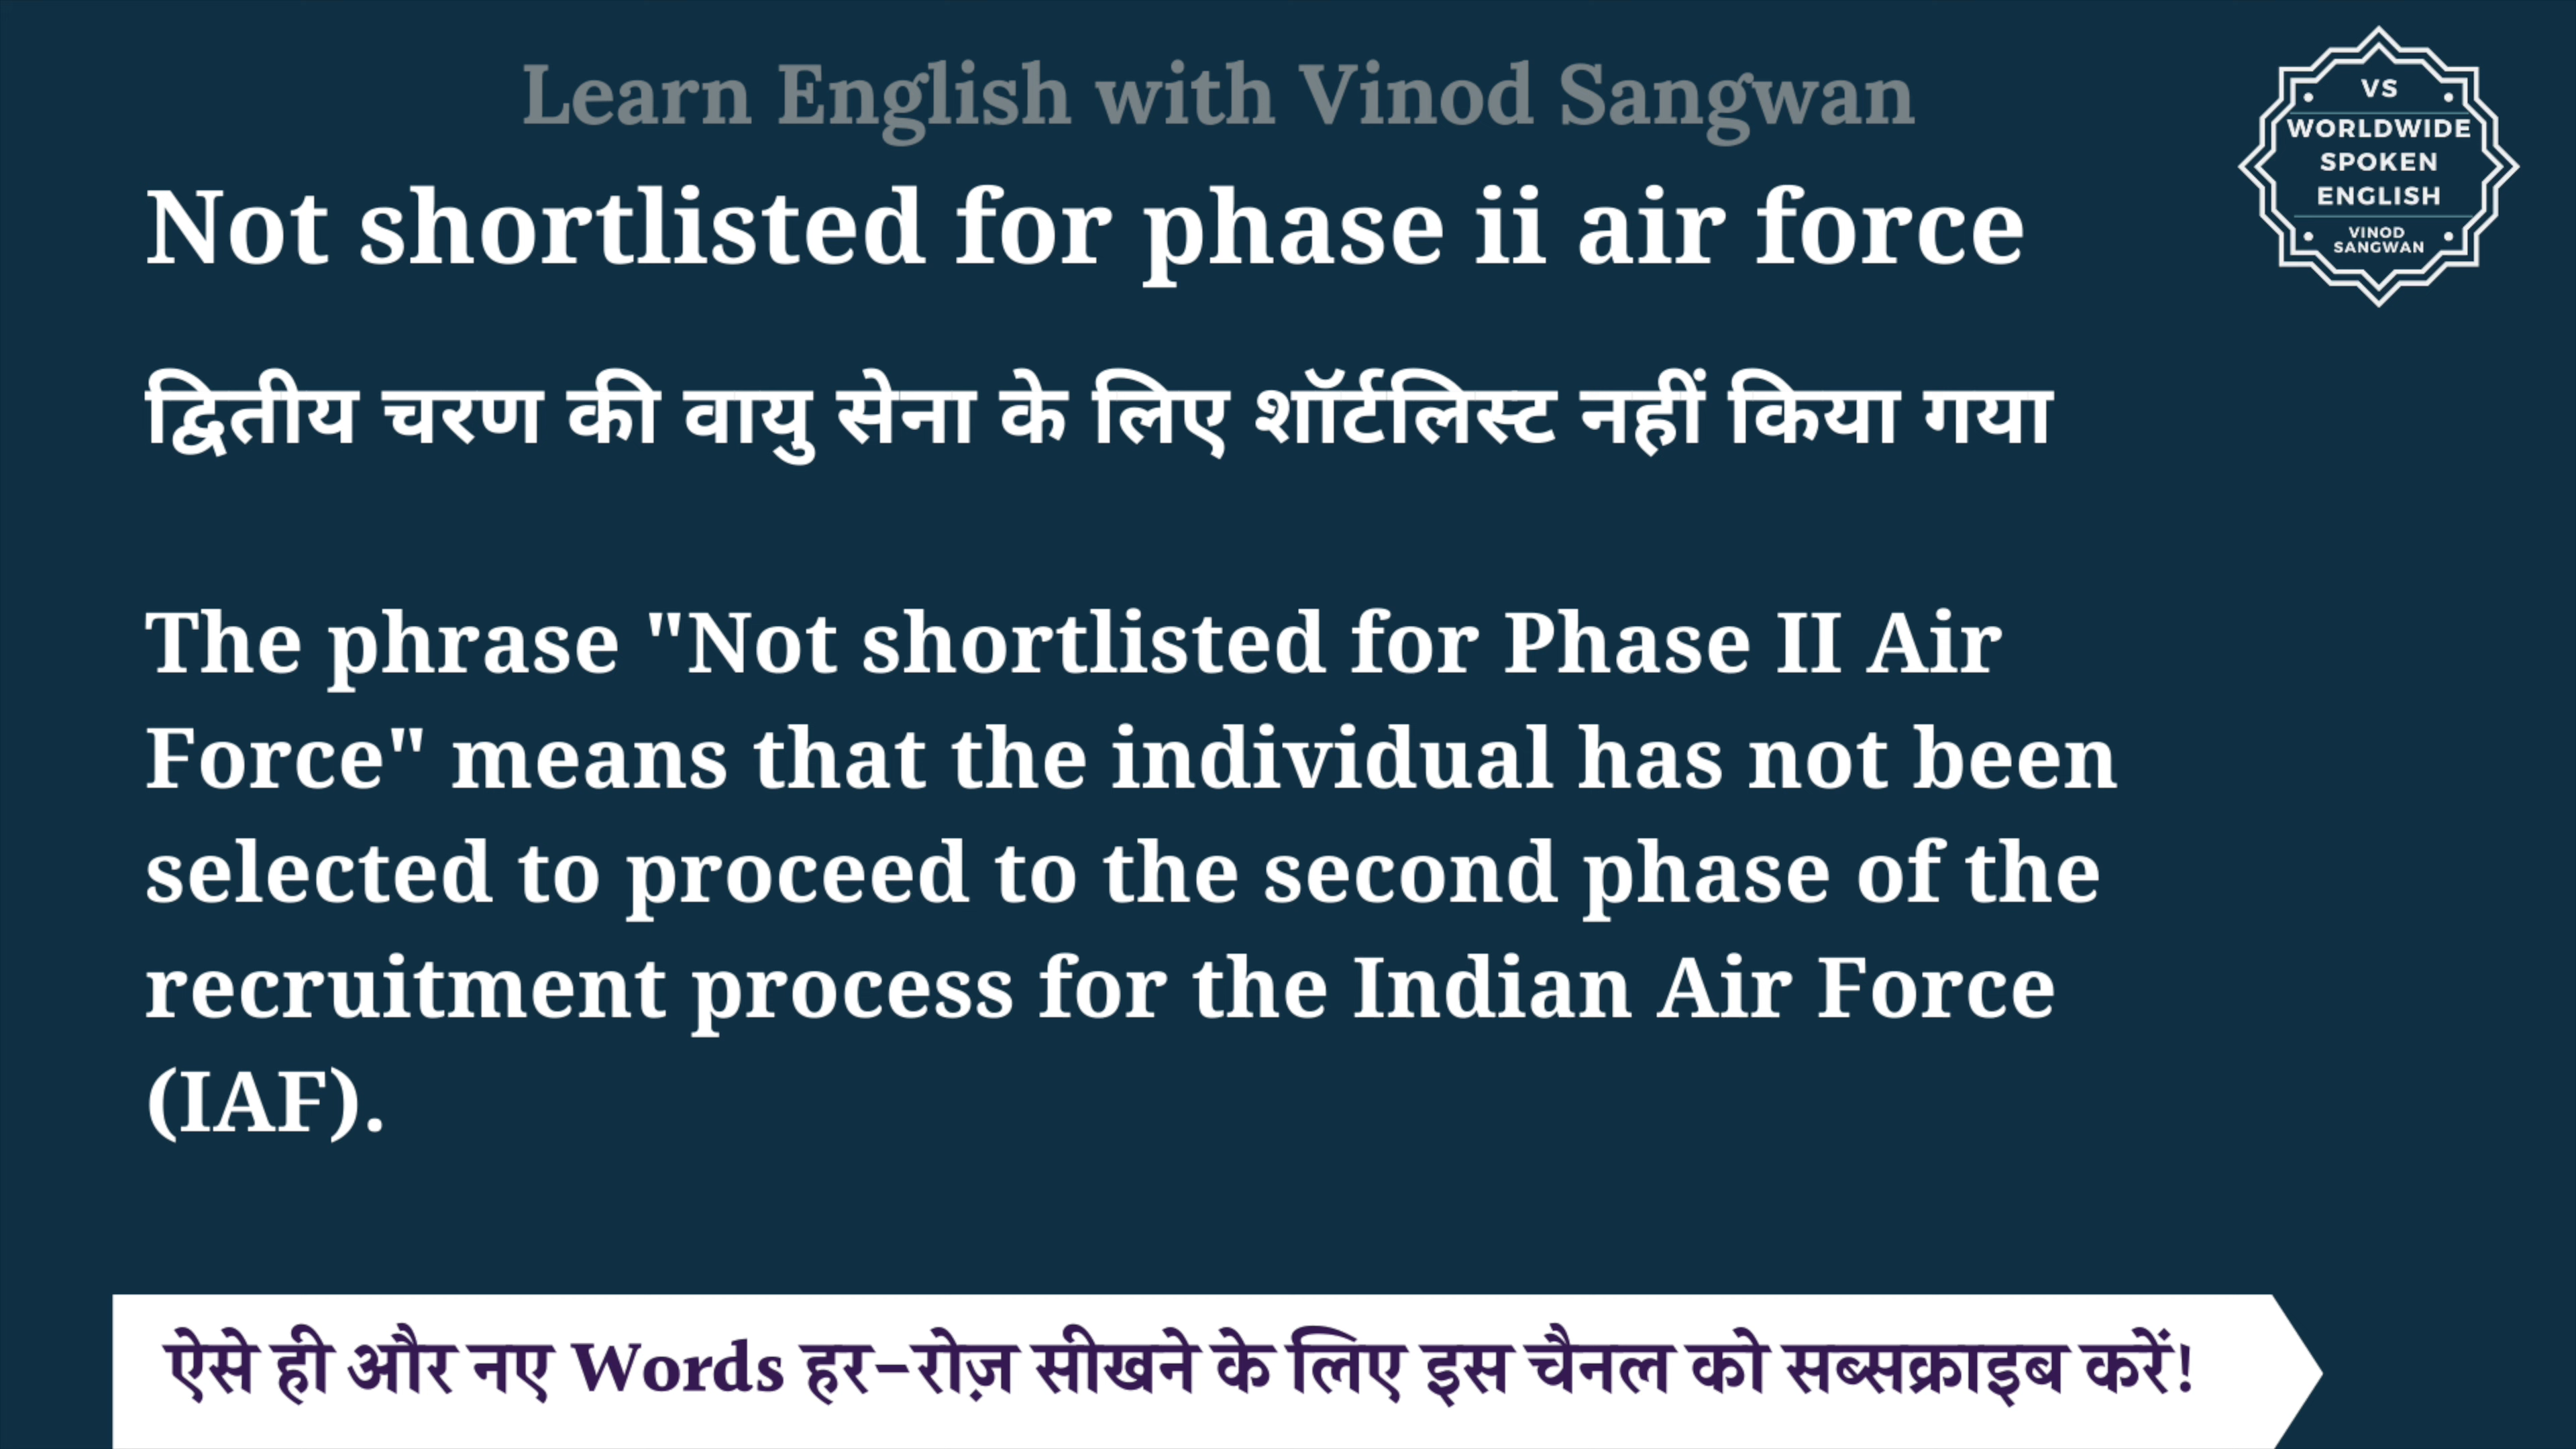 Learn English with Vinod Sangwan
VS
WORLDWIDE
SPOKEN
ENGLISH
VINOD
SANGWAN
Not shortlisted for phase ii air force
द्वितीय चरण की वायु सेना के लिए शॉर्टलिस्ट नहीं किया गया
The phrase "Not shortlisted for Phase II Air
Force" means that the individual has not been
selected to proceed to the second phase of the
recruitment process for the Indian Air Force
(IAF).
ऐसे ही और नए Words हर-रोज़ सीखने के लिए इस चैनल को सब्सक्राइब करें!